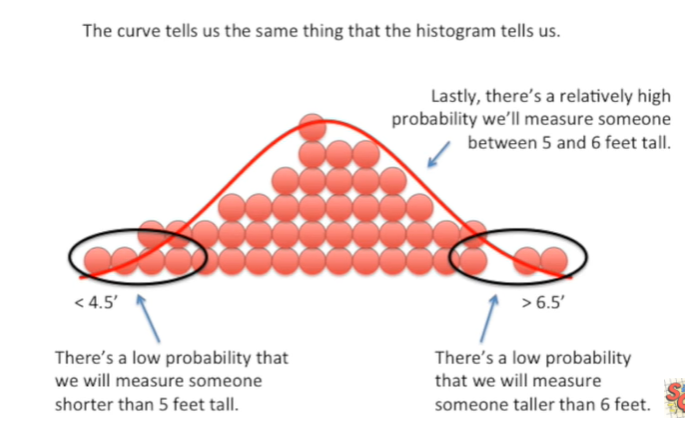 The curve tells us the same thing that the histogram tells us.
Lastly, there's a relatively high
probability we'll measure someone
between 5 and 6 feet tall.
< 4.5′
> 6.5′
There's a low probability that
we will measure someone
shorter than 5 feet tall.
There's a low probability
that we will measure
someone taller than 6 feet.